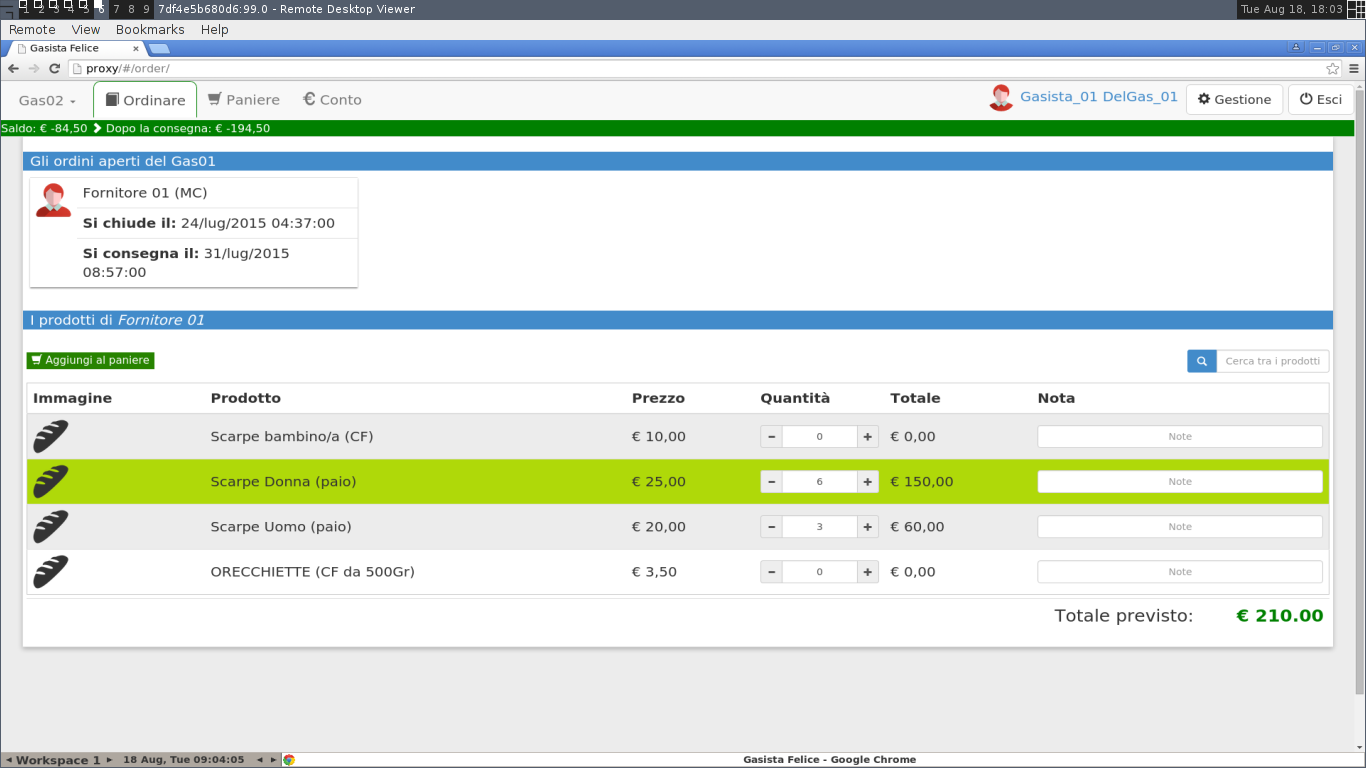 1 2 3 4 5 6 7 8 9 7df4e5b680d6:99.0 - Remote Desktop Viewer Tue Aug 18, 18:03
Remote View Bookmarks Help
Gasista Felice
proxy/#/order/
Gas02 Ordinare Paniere € Conto Gasista_01 DelGas_01 Gestione Esci
Saldo: € -84,50 Dopo la consegna: € -194,50
Gli ordini aperti del Gas01
Fornitore 01 (MC)
Si chiude il: 24/lug/2015 04:37:00
Si consegna il: 31/lug/2015
08:57:00
I prodotti di Fornitore 01
Aggiungi al paniere Cerca tra i prodotti
Immagine Prodotto Prezzo Quantità Totale Nota
Scarpe bambino/a (CF) € 10,00 - 0 + € 0,00 Note
Scarpe Donna (paio) € 25,00 - 6 + € 150,00 Note
Scarpe Uomo (paio) € 20,00 - 3 + € 60,00 Note
ORECCHIETTE (CF da 500Gr) € 3,50 - 0 + € 0,00 Note
Totale previsto: € 210.00
Workspace 1 18 Aug, Tue 09:04:05 Gasista Felice - Google Chrome